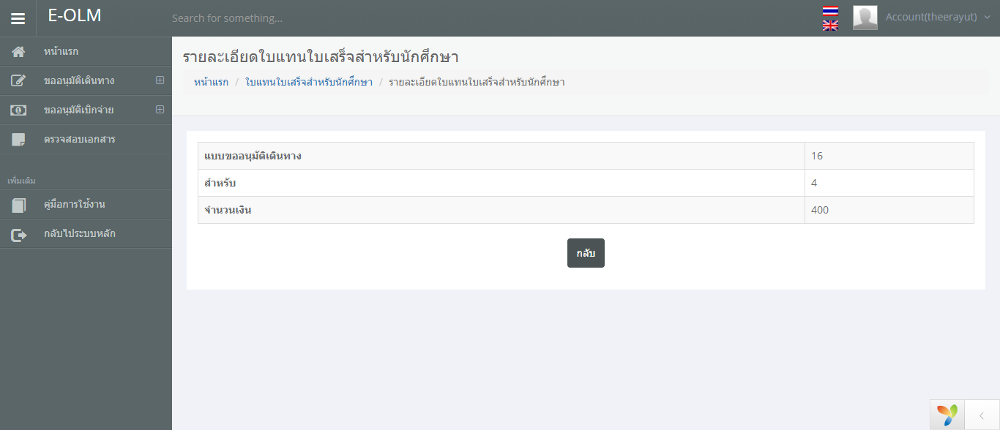 E-OLM
Search for something...
Account(theerayut)
หน้าแรก
ขออนุมัติเดินทาง
ขออนุมัติเบิกจ่าย
ตรวจสอบเอกสาร
เพิ่มเติม
คู่มือการใช้งาน
กลับไประบบหลัก
รายละเอียดใบแทนใบเสร็จสำหรับนักศึกษา
หน้าแรก / ใบแทนใบเสร็จสำหรับนักศึกษา / รายละเอียดใบแทนใบเสร็จสำหรับนักศึกษา
แบบขออนุมัติเดินทาง 16
สำหรับ 4
จำนวนเงิน 400
กลับ